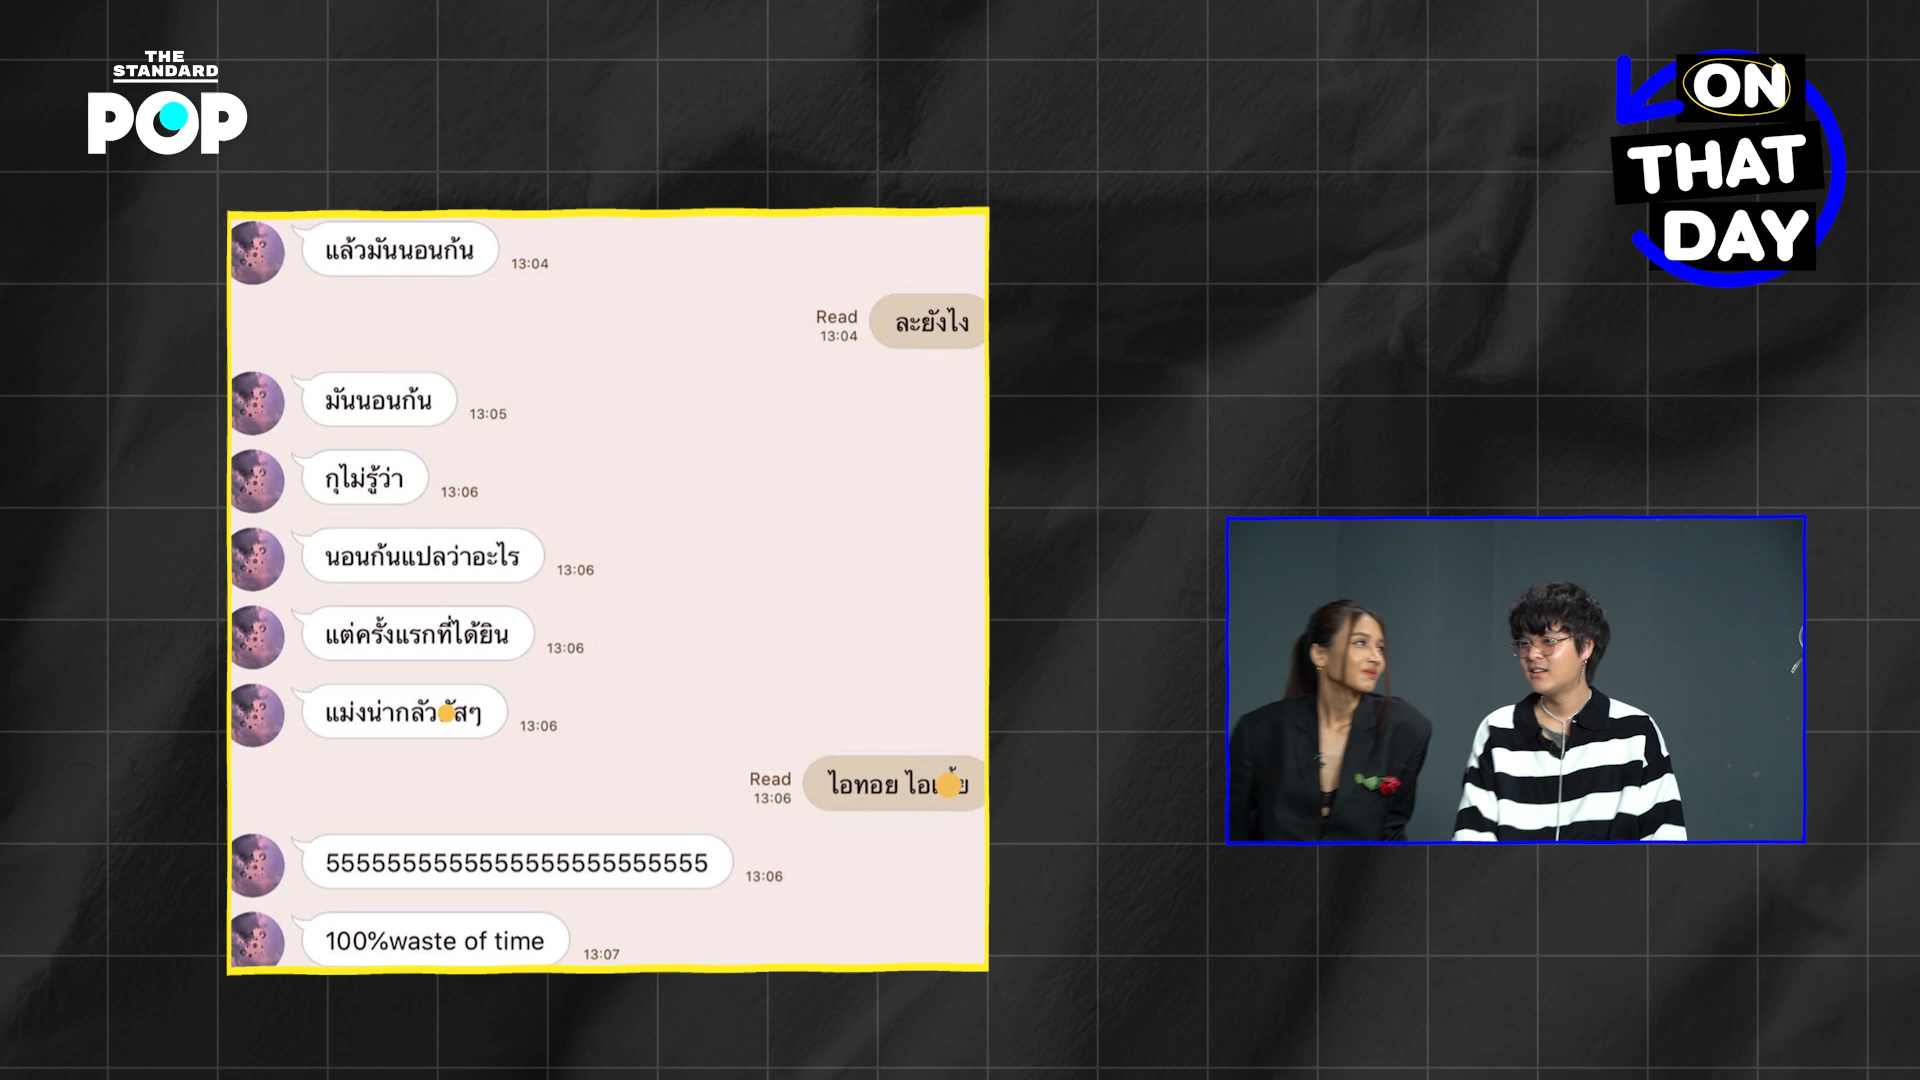 THE
STANDARD
POP
ON
THAT
DAY
แล้วมันนอนก้น
13:04
Read
13:04
ละยังไง
มันนอนก้น
13:05
กุไม่รู้ว่า
13:06
นอนก้นแปลว่าอะไร
13:06
แต่ครั้งแรกที่ได้ยิน
13:06
แม่งน่ากลัว
13:06
Read
13:06
ไอทอย
5555555555555555555555555
13:06
100%waste of time
13:07